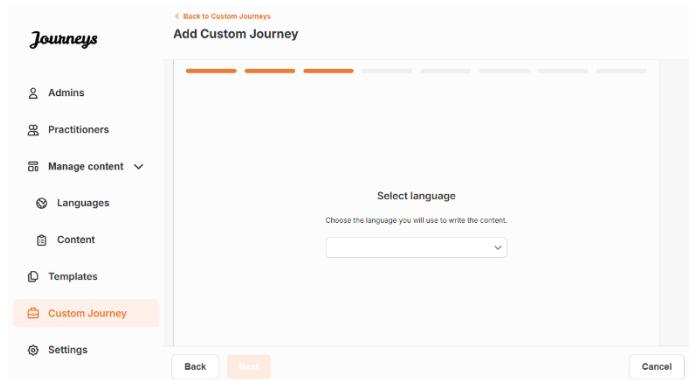 Journeys
Admins
Practitioners
Manage content
Languages
Content
Templates
Custom Journey
Settings
Back to Custom Journeys
Add Custom Journey
Select language
Choose the language you will use to write the content.
Back
Next
Cancel